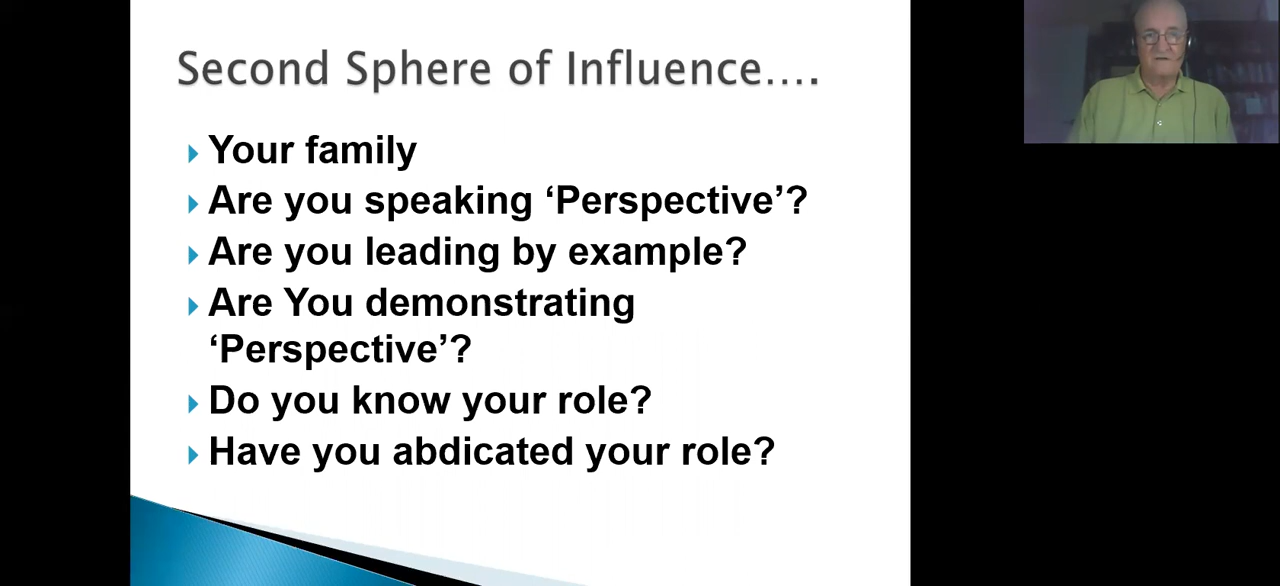 Second Sphere of Influence….
Your family
Are you speaking ‘Perspective’?
Are you leading by example?
Are You demonstrating
‘Perspective’?
Do you know your role?
Have you abdicated your role?